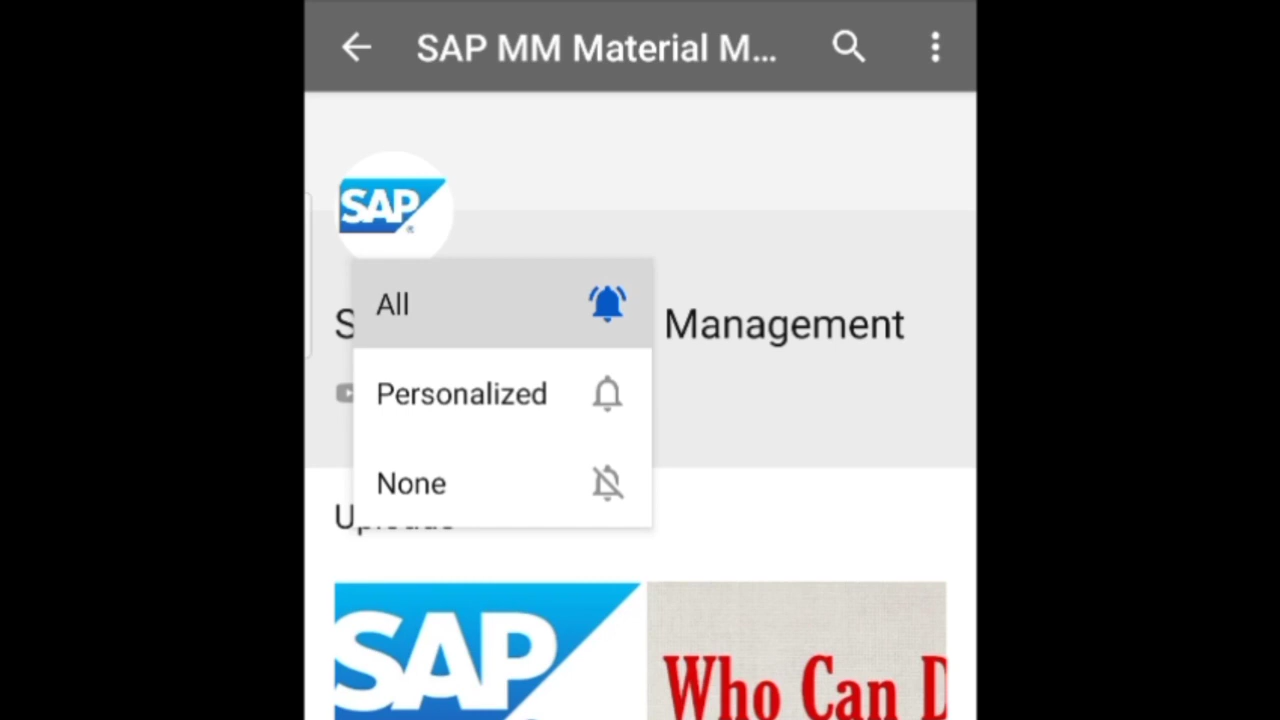 SAP MM Material M...
SAP
All
Management
Personalized
None
SAP
Who Can